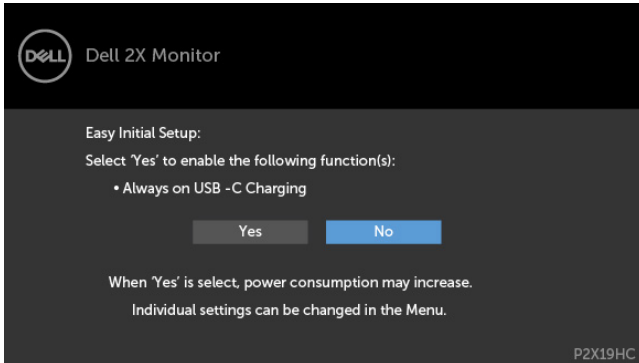 DELL
Dell 2X Monitor
Easy Initial Setup:
Select ‘Yes’ to enable the following function(s):
• Always on USB -C Charging
Yes
No
When ‘Yes’ is select, power consumption may increase.
Individual settings can be changed in the Menu.
P2X19HC